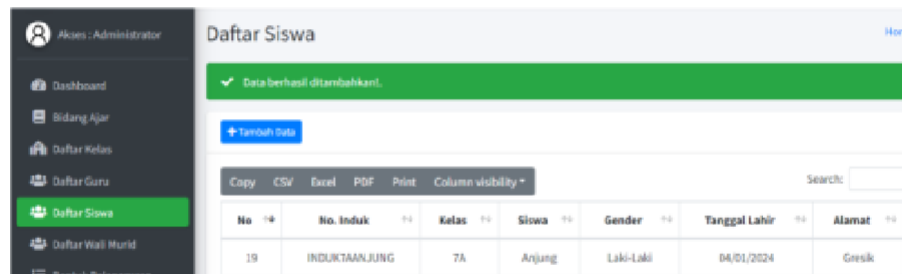 Akses : Administrator
Daftar Siswa
Dashboard
Data berhasil ditambahkan!.
Bidang Ajar
Tambah Data
Daftar Kelas
Daftar Guru
Copy CSV Excel PDF Print Column visibility
Search:
Daftar Siswa
No No. Induk Kelas Siswa Gender Tanggal Lahir Alamat
Daftar Wali Murid
19 INDUKTAANJUNG 7A Anjung Laki-Laki 04/01/2024 Gresik